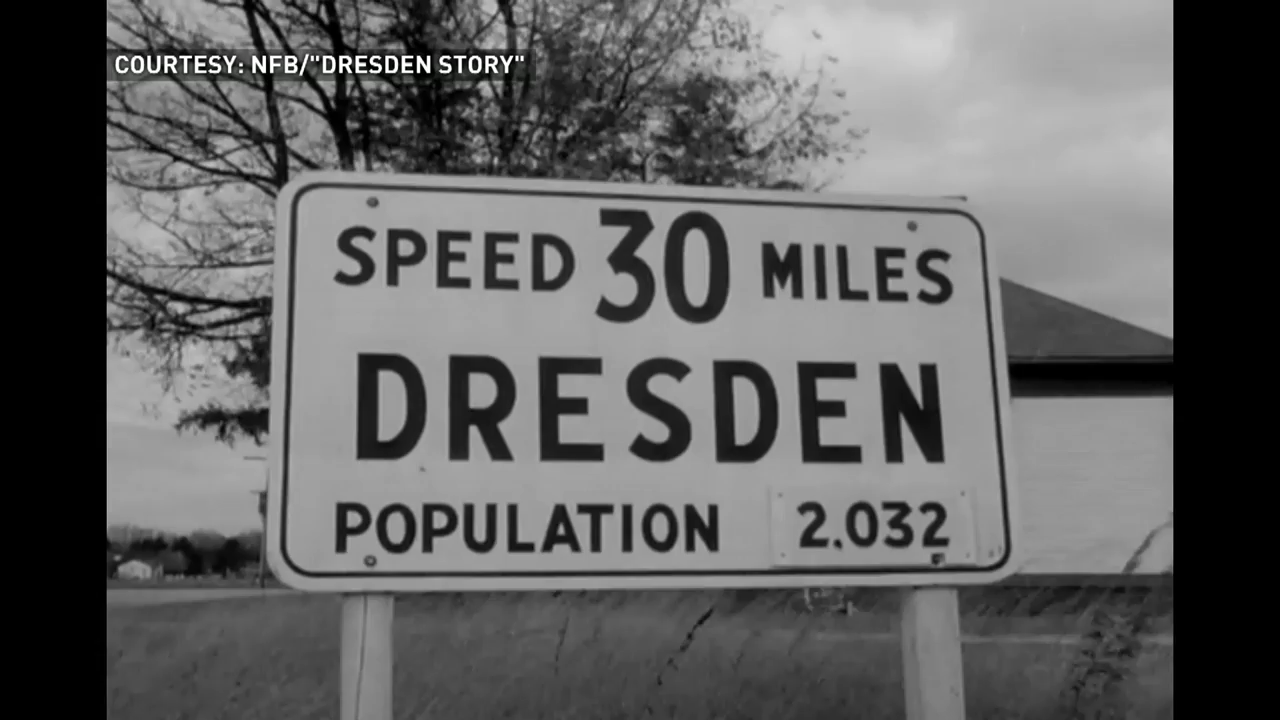 COURTESY: NFB/"DRESDEN STORY"
SPEED 30 MILES
DRESDEN
POPULATION 2.032